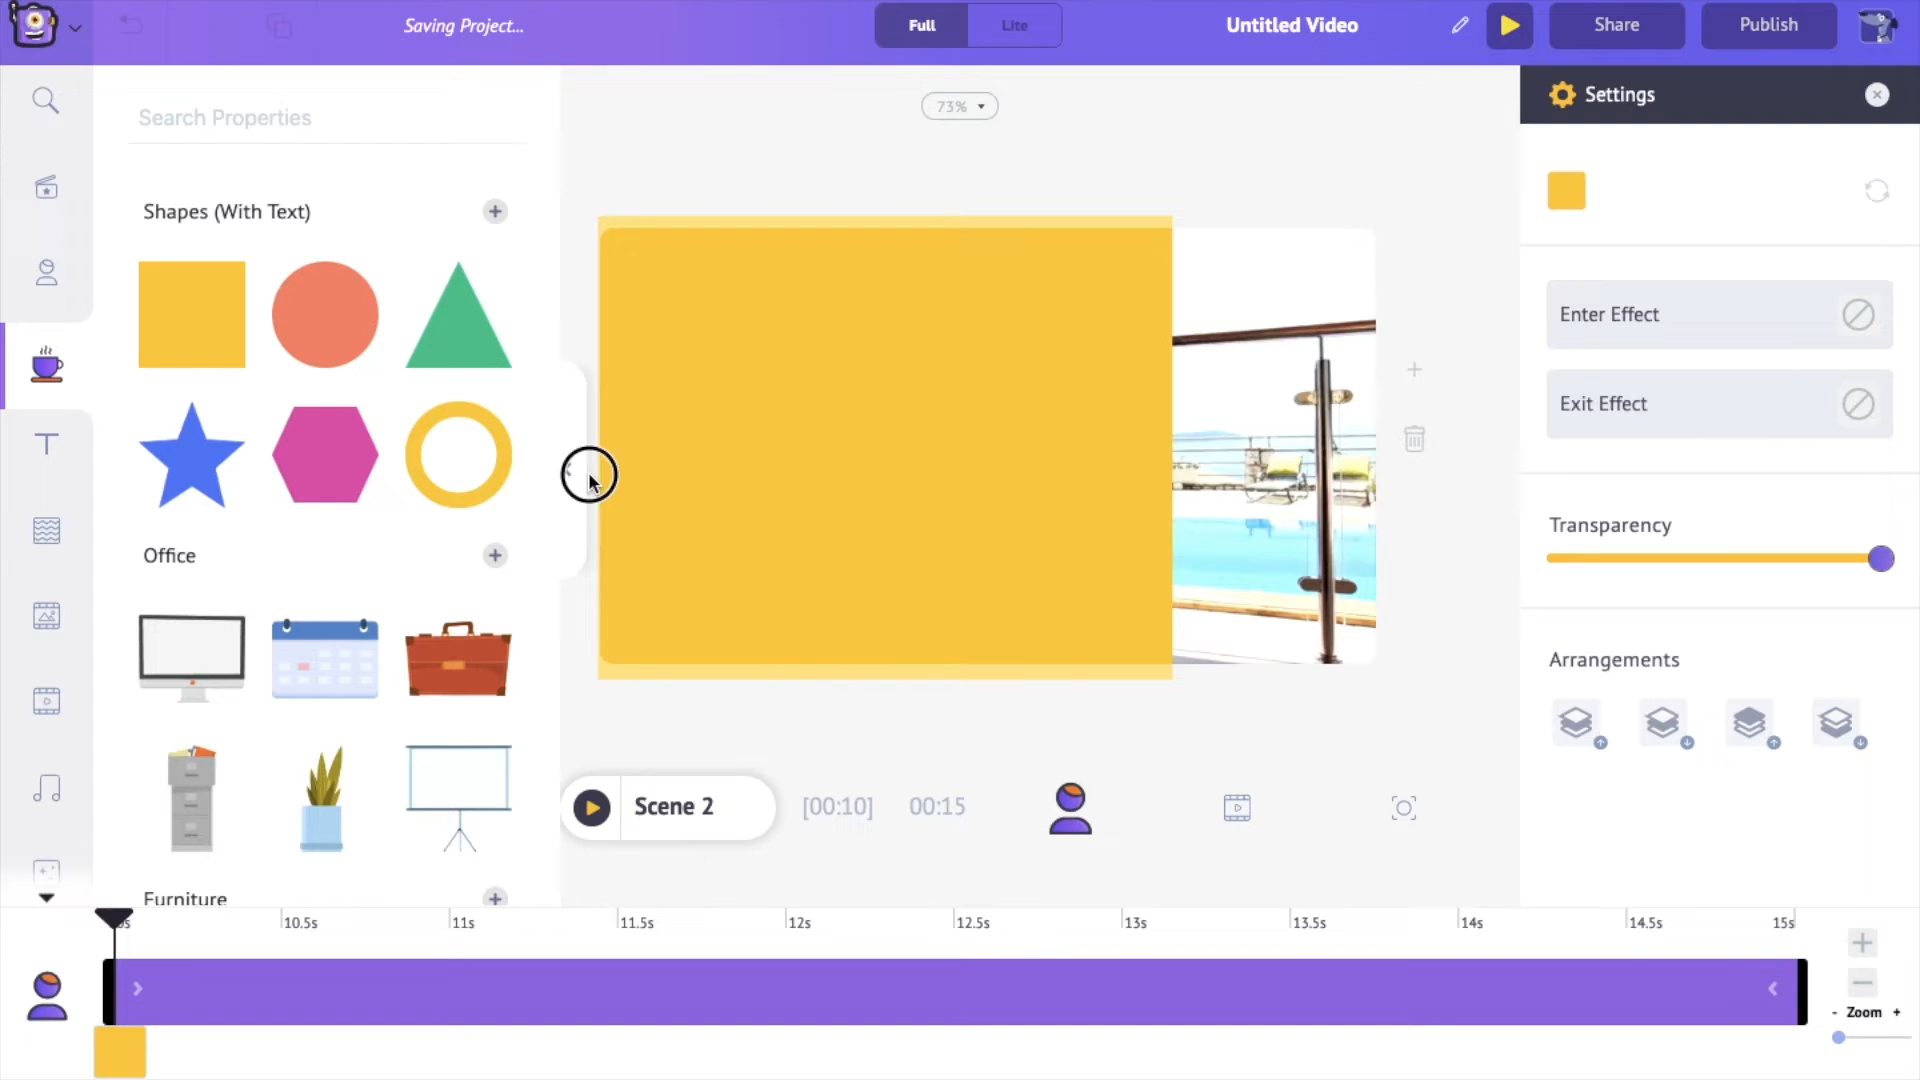 Saving Project...
Full
Lite
Untitled Video
Share
Publish
Search Properties
73%
Settings
Shapes (With Text)
Enter Effect
Exit Effect
Office
Transparency
Arrangements
Scene 2
[00:10]
00:15
Furniture
10.5s
11s
11.5s
12s
12.5s
13s
13.5s
14s
14.5s
15s
- Zoom +